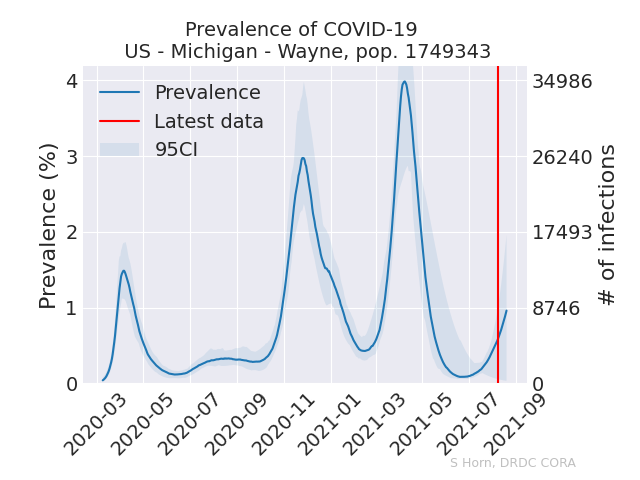 Prevalence of COVID-19
US - Michigan - Wayne, pop. 1749343
Prevalence
Latest data
95CI
Prevalence (%)
4
3
2
1
0
34986
26240
17493
8746
0
# of infections
2020-03
2020-05
2020-07
2020-09
2020-11
2021-01
2021-03
2021-05
2021-07
2021-09
S Horn, DRDC CORA